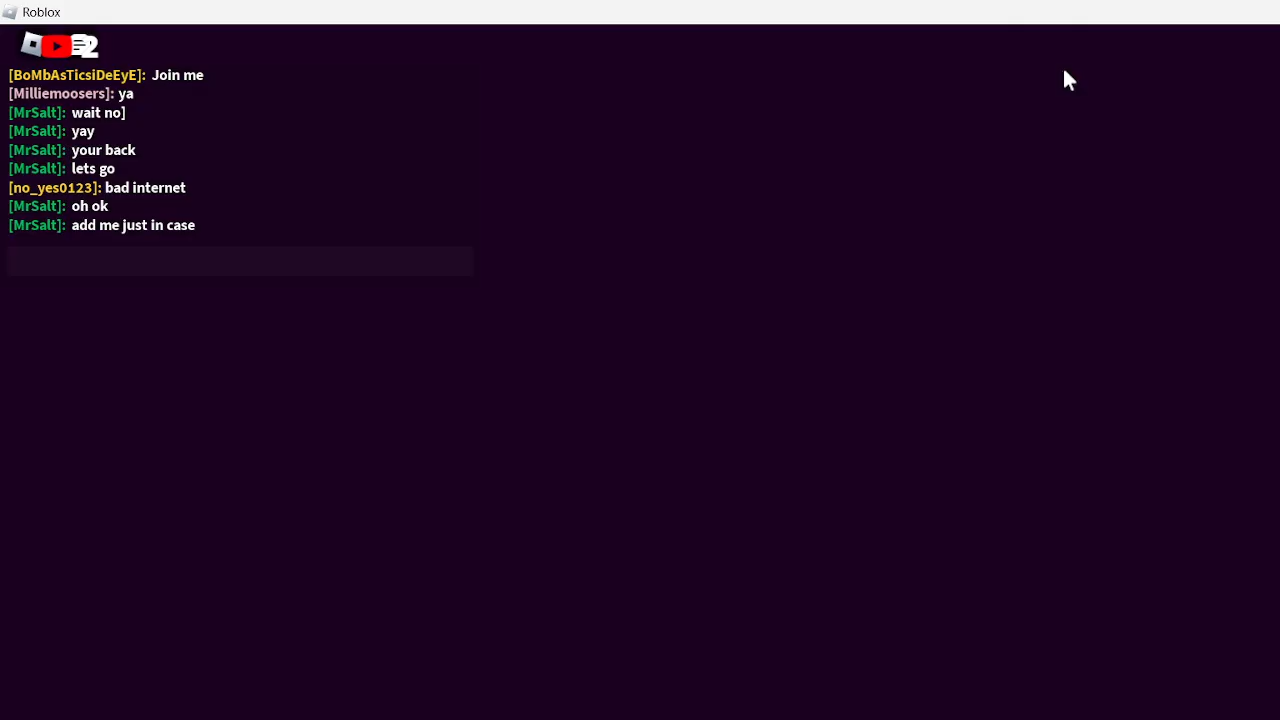 Roblox
2
[BoMbAsTicsiDeEyE]: Join me
[Milliemoosers]: ya
[MrSalt]: wait no]
[MrSalt]: yay
[MrSalt]: your back
[MrSalt]: lets go
[no_yes0123]: bad internet
[MrSalt]: oh ok
[MrSalt]: add me just in case